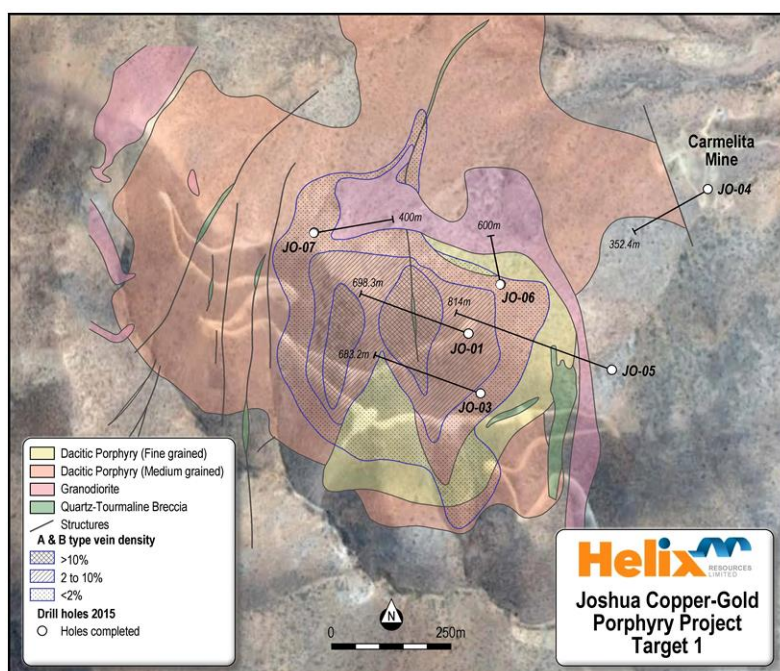 Carmelita
Mine
JO-04
400m
600m
352.4m
JO-07
698.3m
814m
JO-06
JO-01
683.2m
JO-05
JO-03
Dacitic Porphyry (Fine grained)
Dacitic Porphyry (Medium grained)
Granodiorite
Quartz-Tourmaline Breccia
Structures
A & B type vein density
>10%
2 to 10%
<2%
Drill holes 2015
Holes completed
N
0 250m
Helix
RESOURCES
LIMITED
Joshua Copper-Gold
Porphyry Project
Target 1